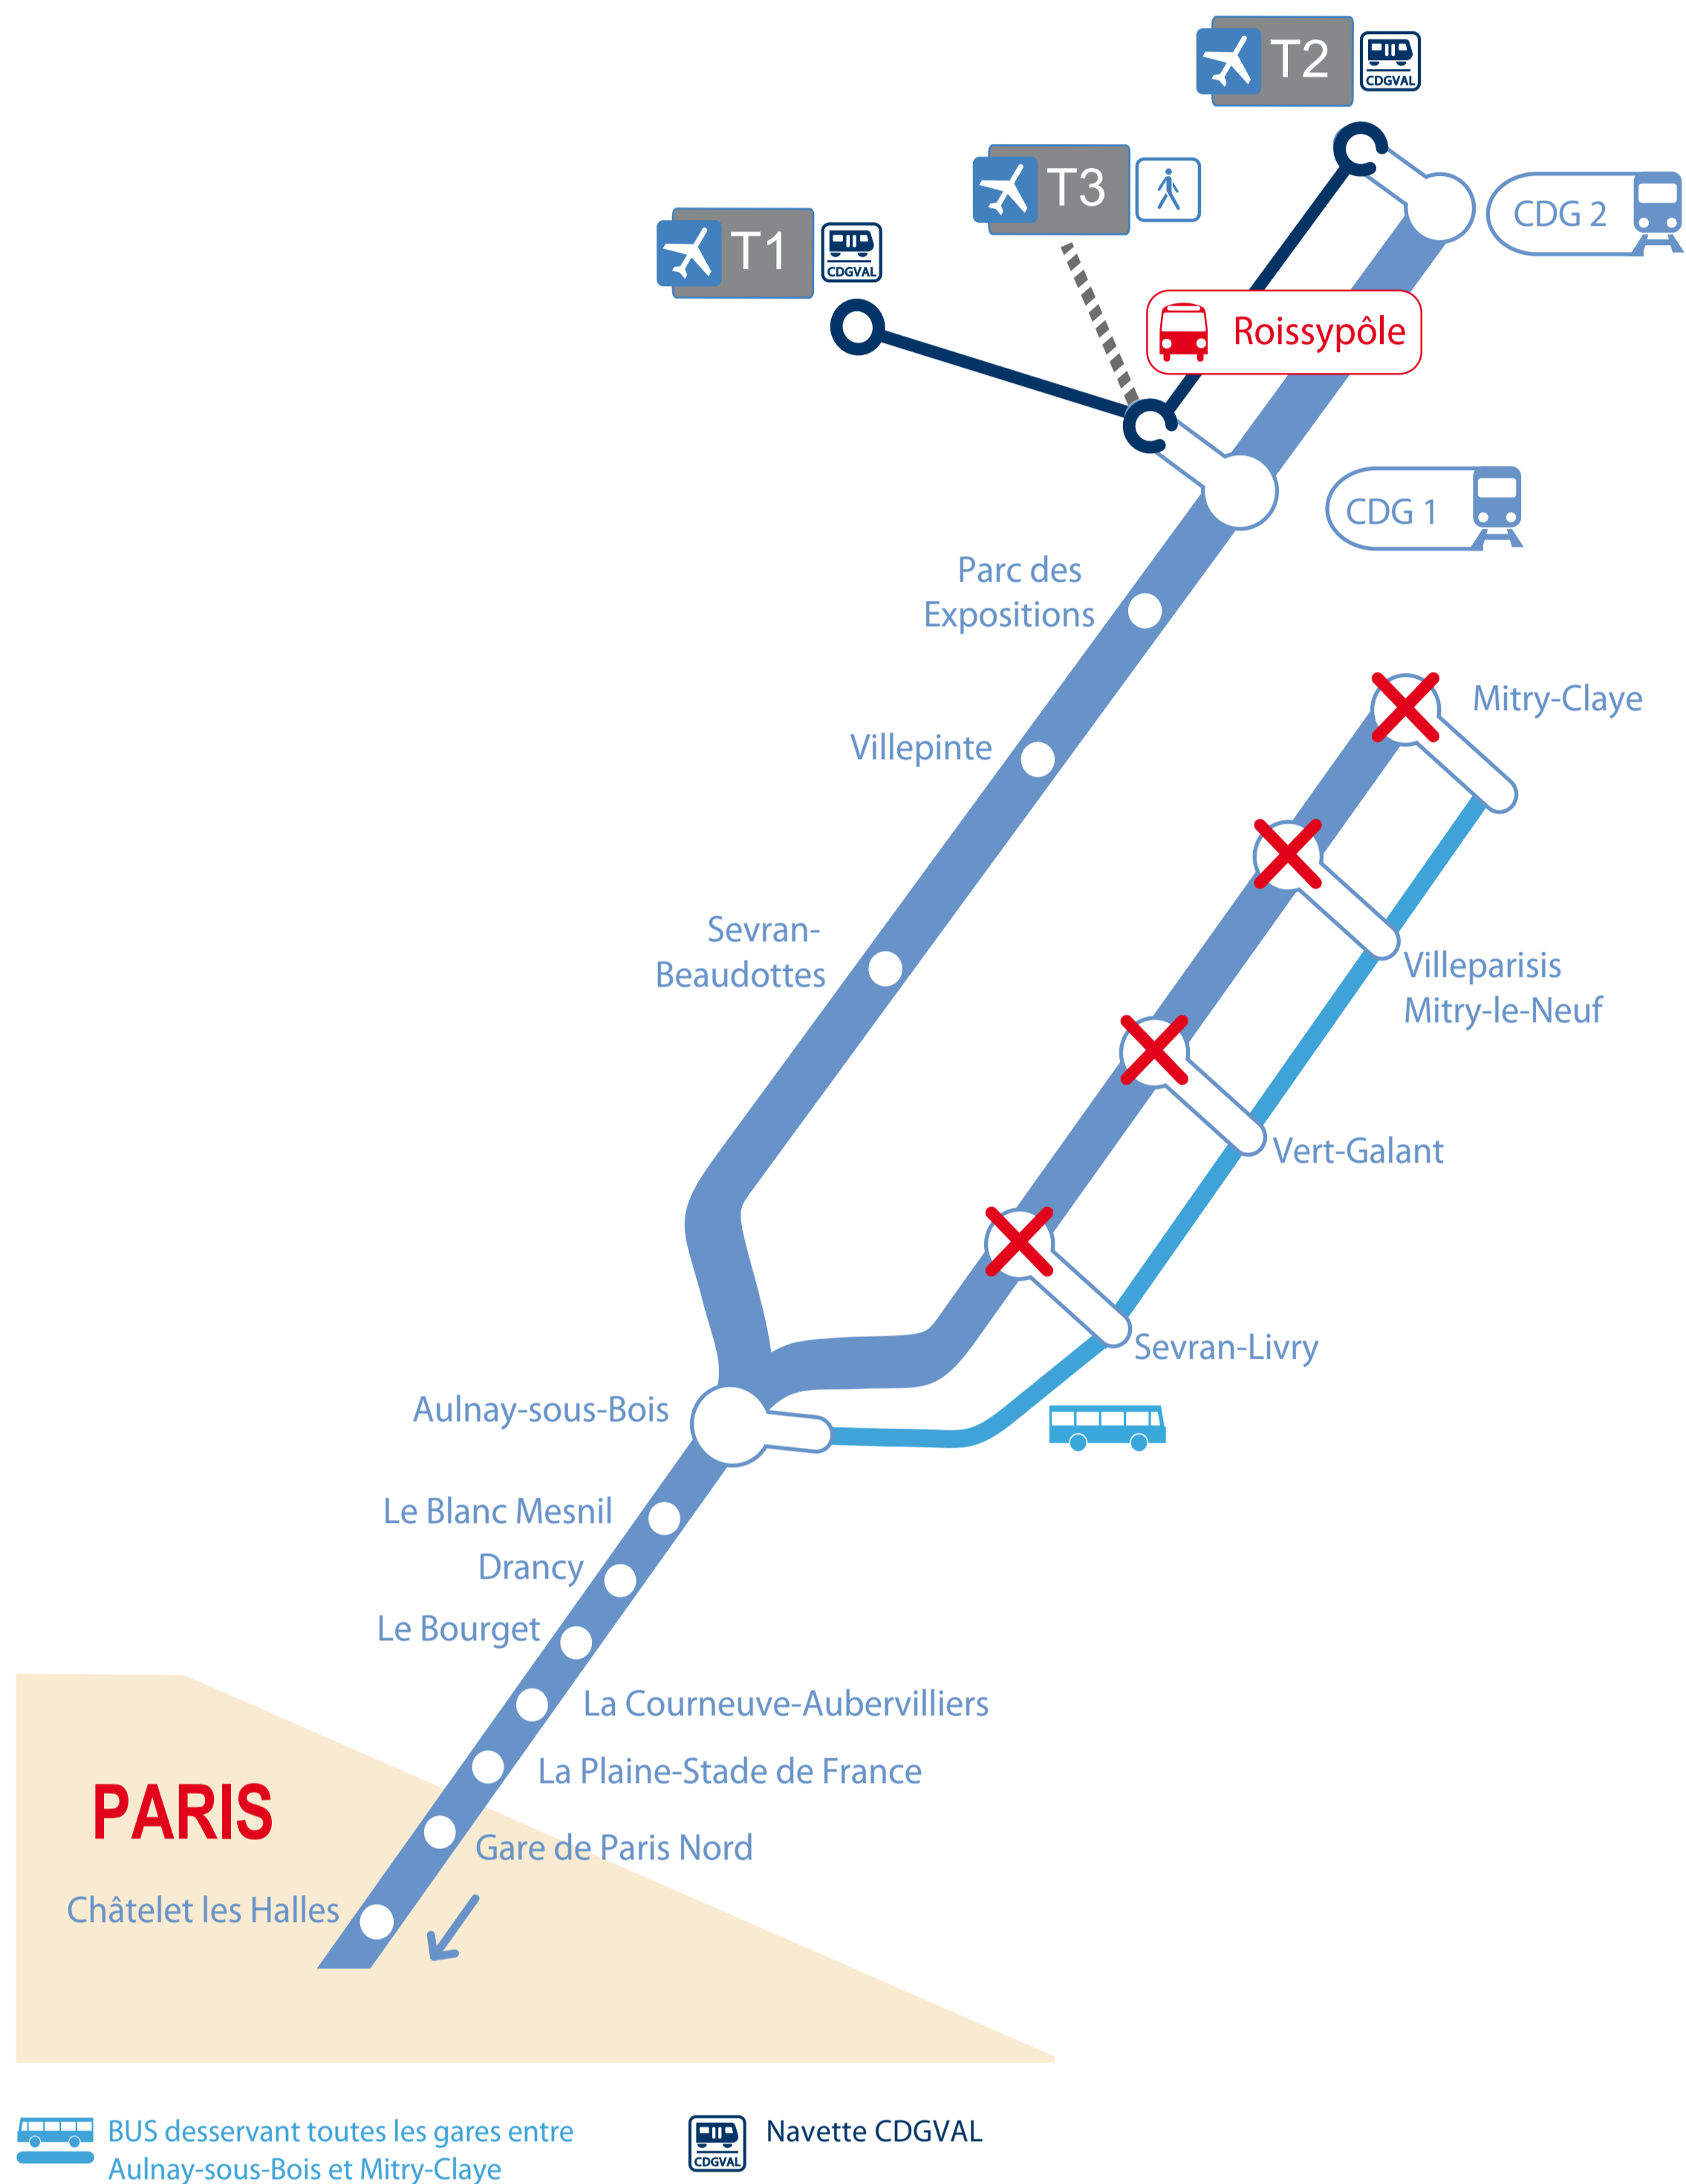 T2
CDGVAL
T3
CDG 2
T1
CDGVAL
Roissypôle
CDG 1
Parc des
Expositions
Mitry-Claye
Villepinte
Sevran-
Beaudottes
Villeparisis
Mitry-le-Neuf
Vert-Galant
Sevran-Livry
Aulnay-sous-Bois
Le Blanc Mesnil
Drancy
Le Bourget
La Courneuve-Aubervilliers
La Plaine-Stade de France
PARIS
Gare de Paris Nord
Châtelet les Halles
BUS desservant toutes les gares entre
Aulnay-sous-Bois et Mitry-Claye
CDGVAL
Navette CDGVAL